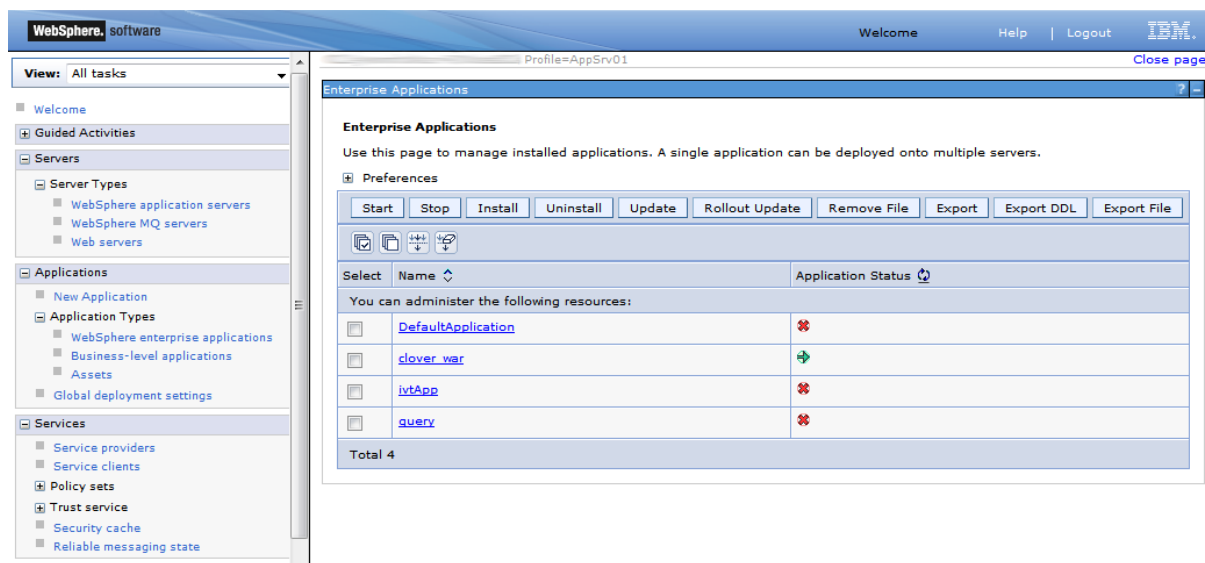 WebSphere. software
Welcome
Help | Logout
IBM.
View: All tasks
Profile=AppSrv01
Close page
Welcome
Guided Activities
Servers
Server Types
WebSphere application servers
WebSphere MQ servers
Web servers
Applications
New Application
Application Types
WebSphere enterprise applications
Business-level applications
Assets
Global deployment settings
Services
Service providers
Service clients
Policy sets
Trust service
Security cache
Reliable messaging state
Enterprise Applications
? -
Enterprise Applications
Use this page to manage installed applications. A single application can be deployed onto multiple servers.
Preferences
Start Stop Install Uninstall Update Rollout Update Remove File Export Export DDL Export File
Select Name Application Status
You can administer the following resources:
DefaultApplication
clover_war
ivtApp
query
Total 4